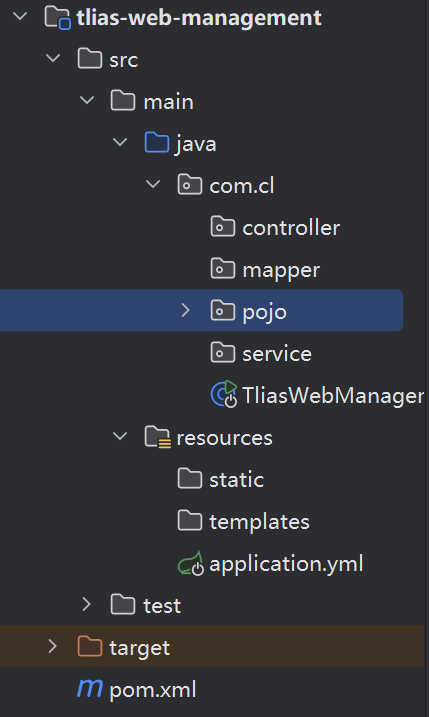 tlias-web-management
src
main
java
com.cl
controller
mapper
pojo
service
TliasWebManager
resources
static
templates
application.yml
test
target
pom.xml